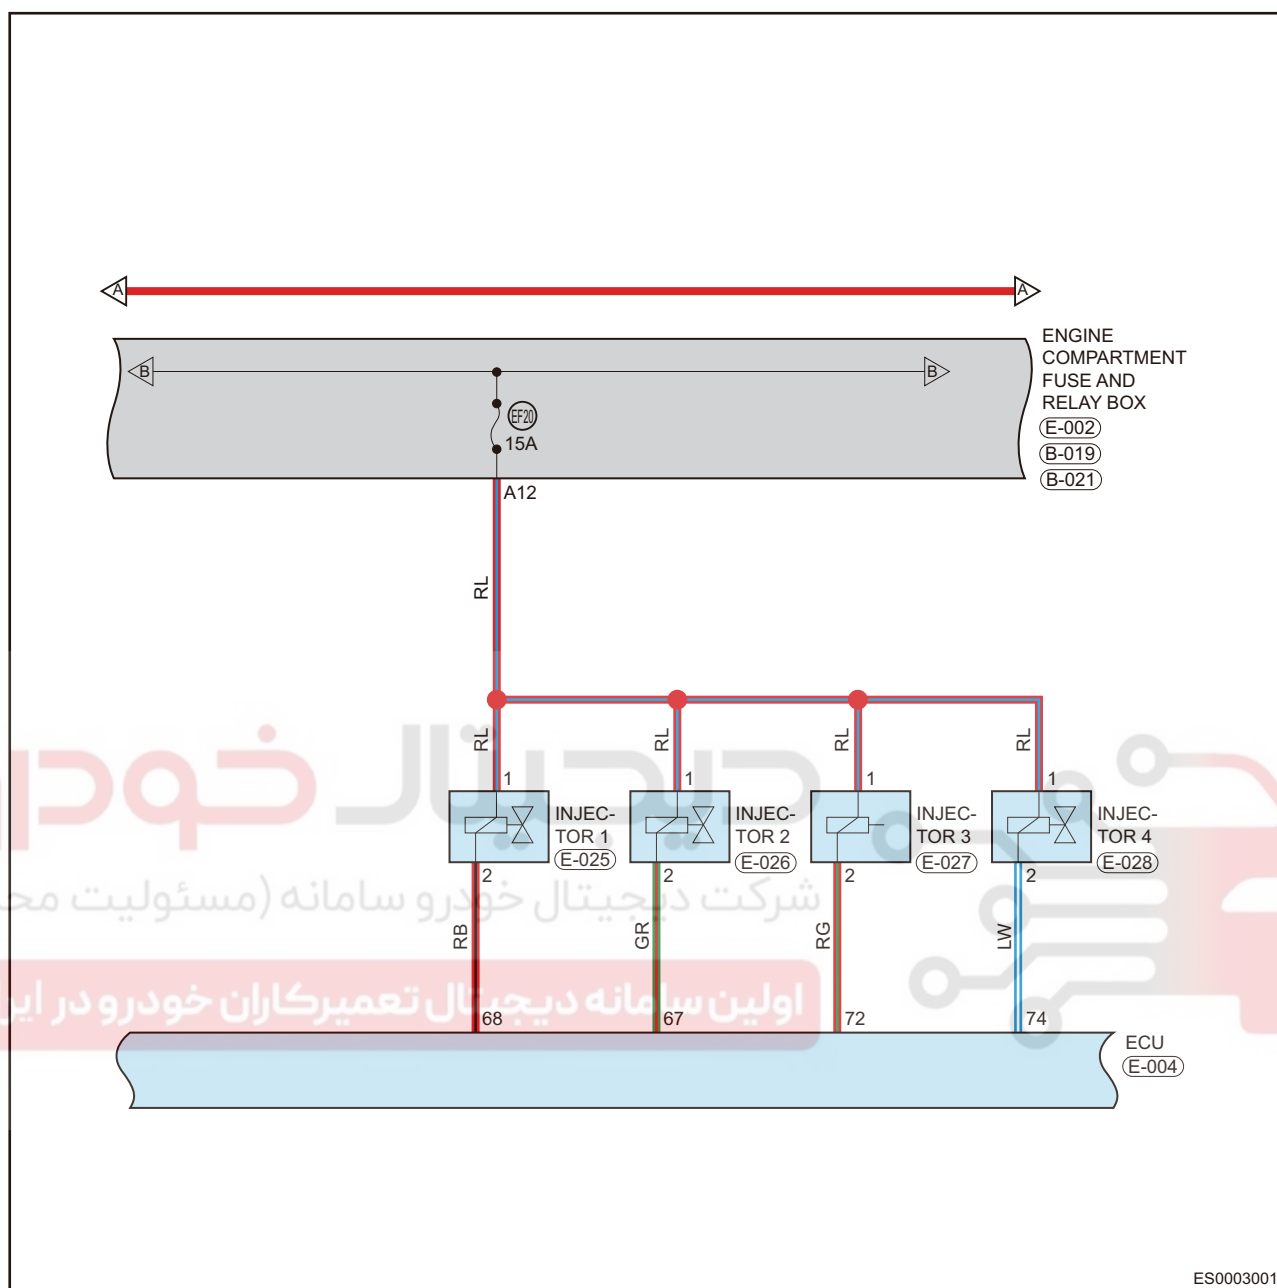 A A
ENGINE
COMPARTMENT
FUSE AND
RELAY BOX
E-002
B-019
B-021
B B
EF20
15A
A12
RL
RL RL RL RL
1 1 1 1
INJEC-
TOR 1
E-025
INJEC-
TOR 2
E-026
INJEC-
TOR 3
E-027
INJEC-
TOR 4
E-028
2 2 2 2
دیجیتال خودرو
شرکت دیجیتال خودرو سامانه (مسئولیت
RB GR RG LW
اولین سامانه دیجیتال تعمیرکاران خودرو در
68 67 72 74
ECU
E-004
ES0003001